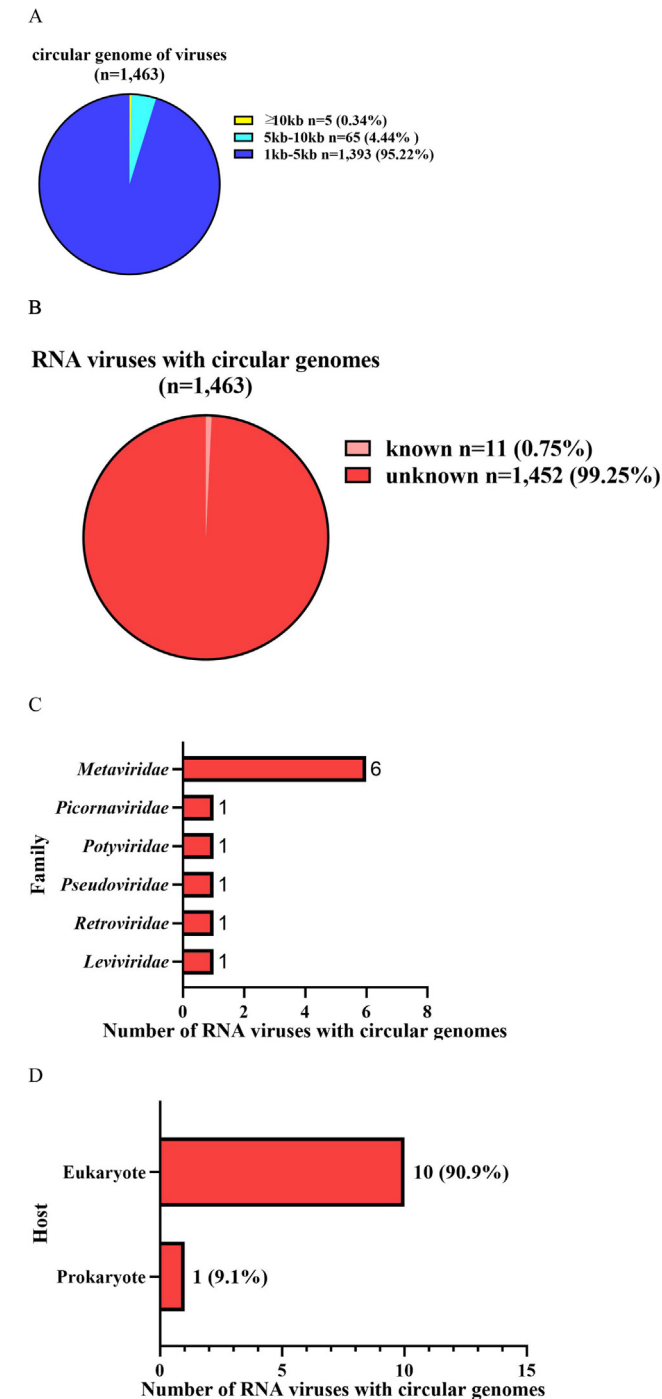 A
circular genome of viruses
(n=1,463)
≥10kb n=5 (0.34%)
5kb-10kb n=65 (4.44% )
1kb-5kb n=1,393 (95.22%)
B
RNA viruses with circular genomes
(n=1,463)
known n=11 (0.75%)
unknown n=1,452 (99.25%)
C
Family
Metaviridae 6
Picornaviridae 1
Potyviridae 1
Pseudoviridae 1
Retroviridae 1
Leviviridae 1
0 2 4 6 8
Number of RNA viruses with circular genomes
D
Host
Eukaryote 10 (90.9%)
Prokaryote 1 (9.1%)
0 5 10 15
Number of RNA viruses with circular genomes